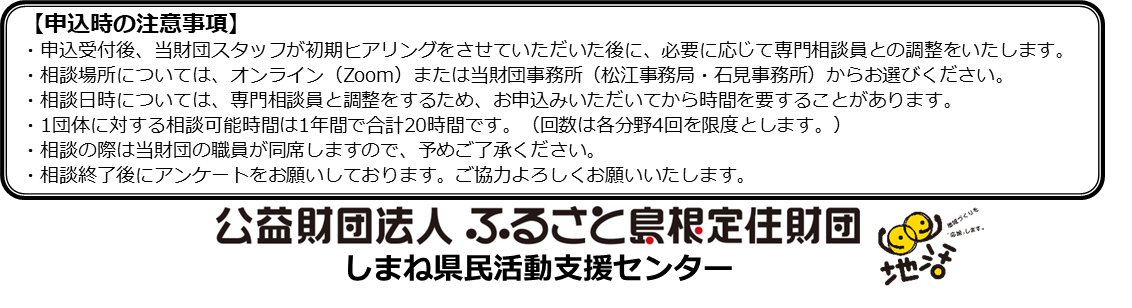 【申込時の注意事項】
・申込受付後、当財団スタッフが初期ヒアリングをさせていただいた後に、必要に応じて専門相談員との調整をいたします。
・相談場所については、オンライン（Zoom）または当財団事務所（松江事務局・石見事務所）からお選びください。
・相談日時については、専門相談員と調整をするため、お申込みいただいてから時間を要することがあります。
・1団体に対する相談可能時間は1年間で合計20時間です。（回数は各分野4回を限度とします。）
・相談の際は当財団の職員が同席しますので、予めご了承ください。
・相談終了後にアンケートをお願いしております。ご協力よろしくお願いいたします。
公益財団法人 ふるさと島根定住財団
地域づくりを
“応援”します。
地活
しまね県民活動支援センター